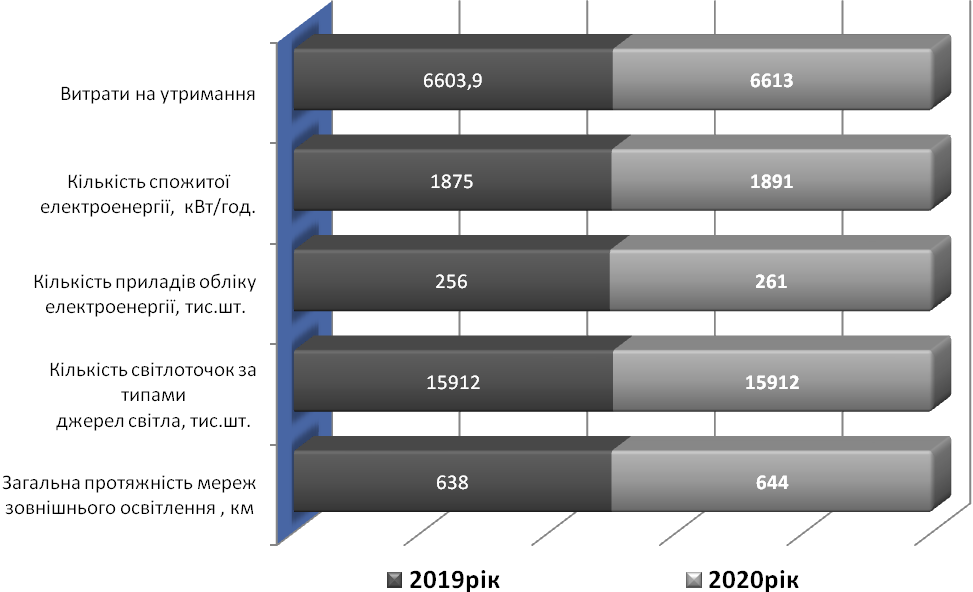 Витрати на утримання
6603,9
6613
Кількість спожитої
електроенергії, кВт/год.
1875
1891
Кількість приладів обліку
електроенергії, тис.шт.
256
261
Кількість світлоточок за
типами
джерел світла, тис.шт.
15912
15912
Загальна протяжність мереж
зовнішнього освітлення , км
638
644
2019рік
2020рік